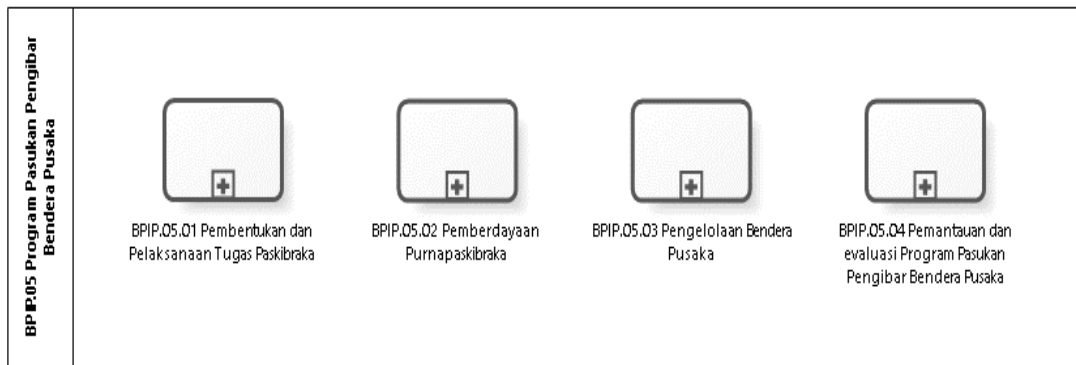 BPIP.05 Program Pasukan Pengibar
Bendera Pusaka
BPIP.05.01 Pembentukan dan
Pelaksanaan Tugas Paskibraka
BPIP.05.02 Pemberdayaan
Purnapaskibraka
BPIP.05.03 Pengelolaan Bendera
Pusaka
BPIP.05.04 Pemantauan dan
evaluasi Program Pasukan
Pengibar Bendera Pusaka